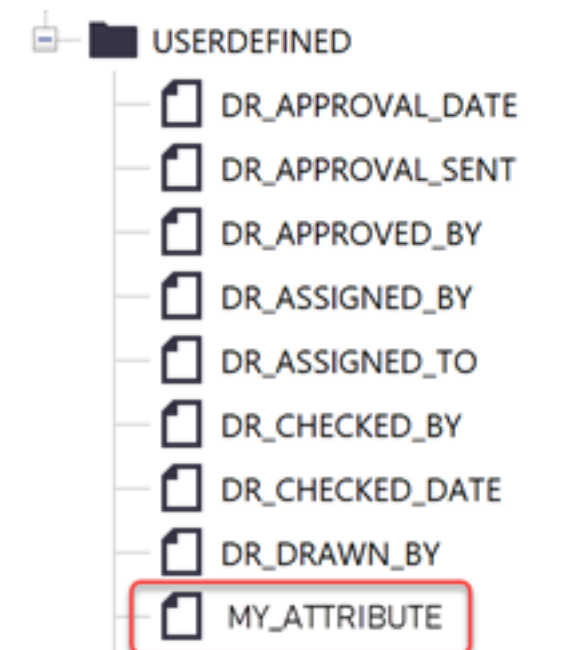 USERDEFINED
DR_APPROVAL_DATE
DR_APPROVAL_SENT
DR_APPROVED_BY
DR_ASSIGNED_BY
DR_ASSIGNED_TO
DR_CHECKED_BY
DR_CHECKED_DATE
DR_DRAWN_BY
MY_ATTRIBUTE